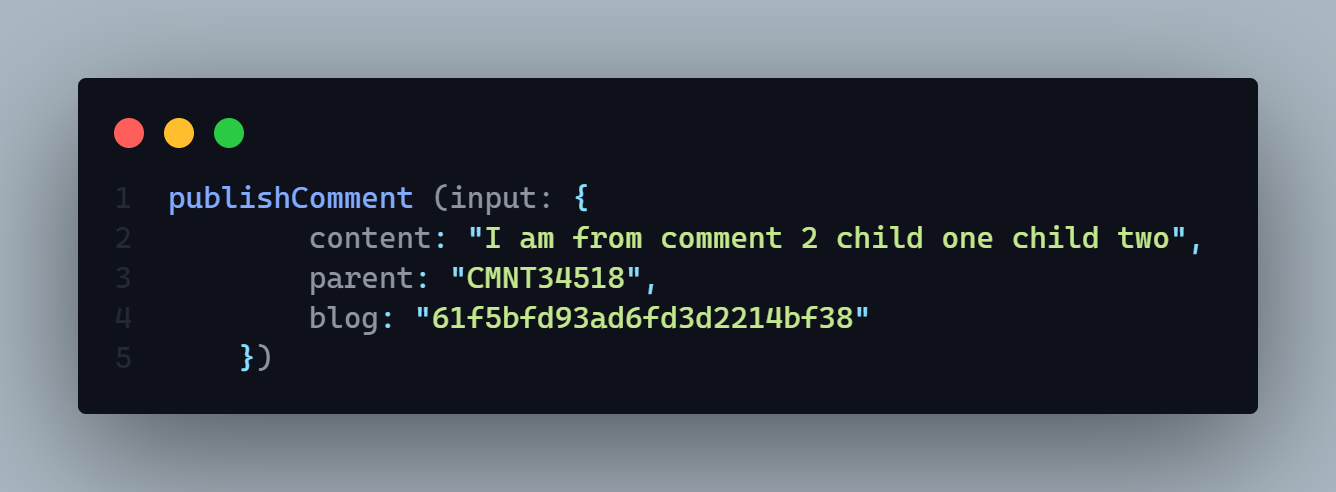 1 publishComment (input: {
2 content: "I am from comment 2 child one child two",
3 parent: "CMNT34518",
4 blog: "61f5bfd93ad6fd3d2214bf38"
5 })